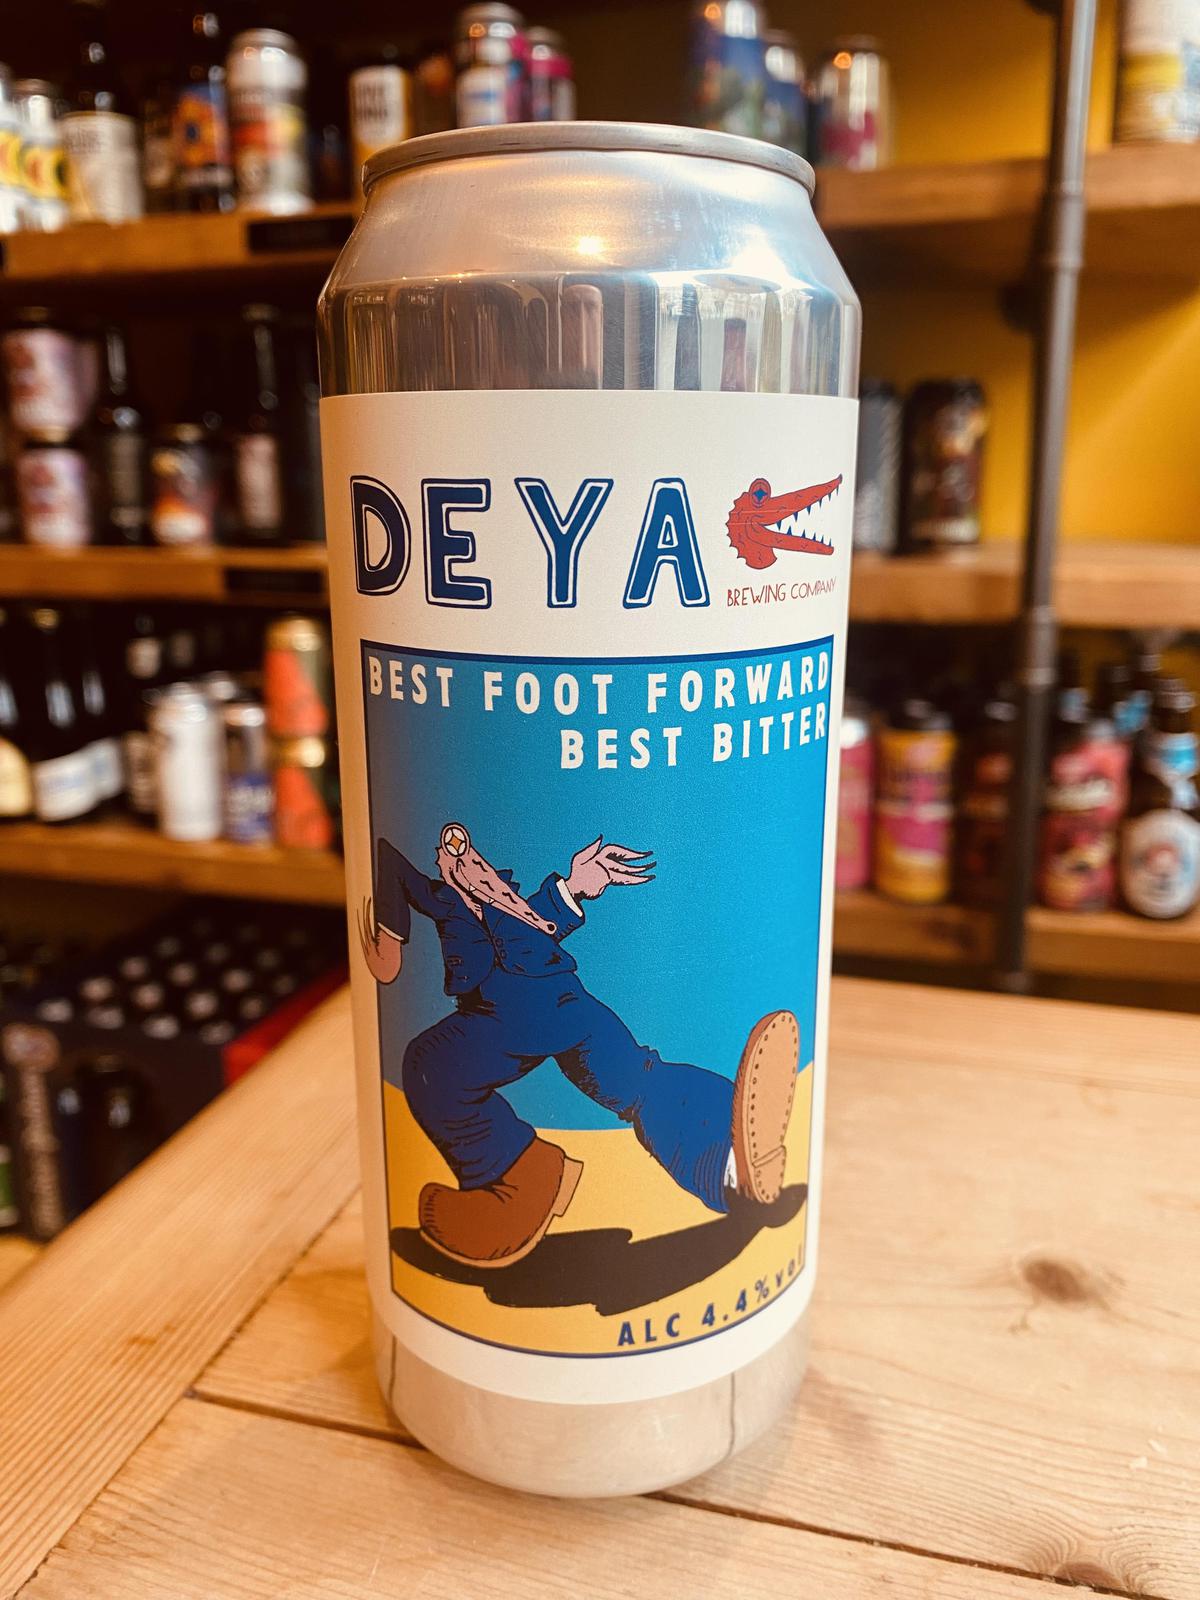 DEYA
BREWING COMPANY
BEST FOOT FORWARD
BEST BITTER
ALC 4.4% vol